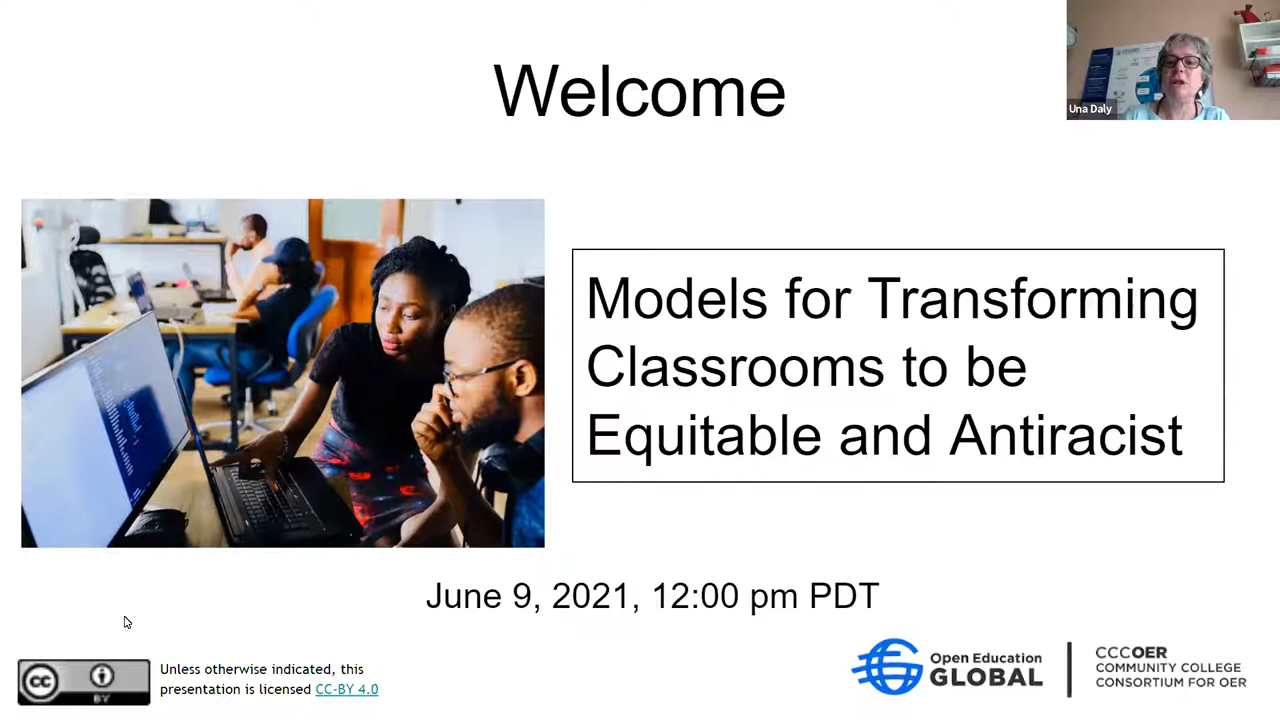 Welcome
Una Daly
Models for Transforming
Classrooms to be
Equitable and Antiracist
June 9, 2021, 12:00 pm PDT
cc
BY
Unless otherwise indicated, this
presentation is licensed CC-BY 4.0
Open Education
GLOBAL
CCCOER
COMMUNITY COLLEGE
CONSORTIUM FOR OER